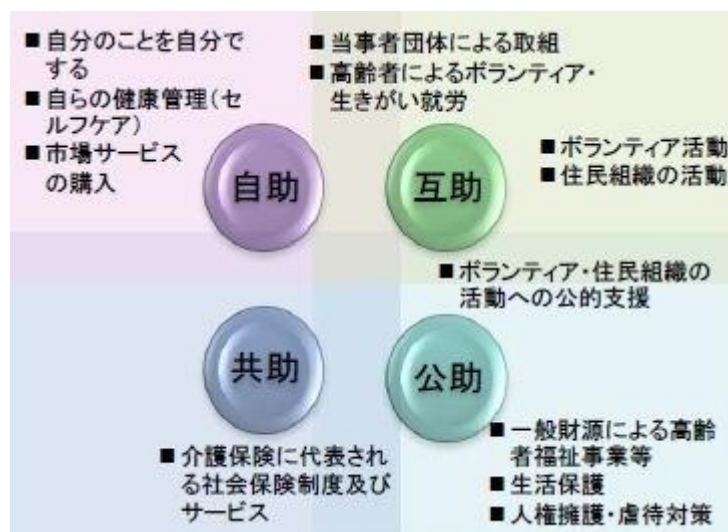 ■ 自分のことを自分で
する
■ 自らの健康管理（セ
ルフケア）
■ 市場サービス
の購入
自助
■ 当事者団体による取組
■ 高齢者によるボランティア・
生きがい就労
■ ボランティア活動
■ 住民組織の活動
互助
■ ボランティア・住民組織の
活動への公的支援
共助
■ 介護保険に代表され
る社会保険制度及び
サービス
公助
■ 一般財源による高齢
者福祉事業等
■ 生活保護
■ 人権擁護・虐待対策